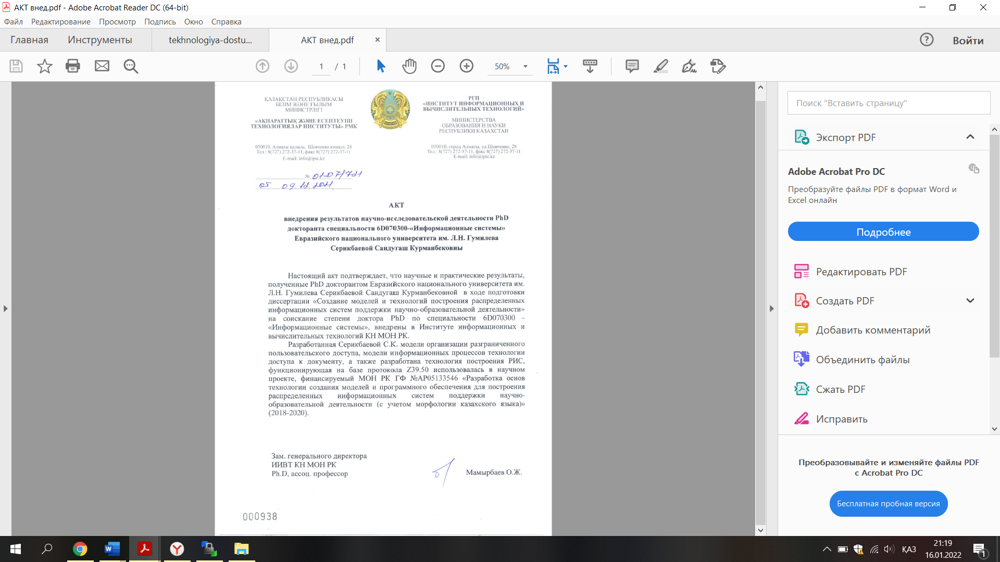 АКТ внед.pdf - Adobe Acrobat Reader DC (64-bit)
Файл Редактирование Просмотр Подпись Окно Справка
Главная Инструменты tekhnologiya-dostu... АКТ внед.pdf Войти
1 / 1 50%
ҚАЗАҚСТАН РЕСПУБЛИКАСЫ
БІЛІМ ЖӘНЕ ҒЫЛЫМ
МИНИСТРЛІГІ
«АҚПАРАТТЫҚ ЖӘНЕ ЕСЕПТЕУІШ
ТЕХНОЛОГИЯЛАР ИНСТИТУТЫ» РМК
050010, Алматы қаласы, Шевченко көшесі, 28
Тел.: 8(727) 272-37-11, факс 8(727) 272-37-11
E-mail: info@ipic.kz
РГП
«ИНСТИТУТ ИНФОРМАЦИОННЫХ И
ВЫЧИСЛИТЕЛЬНЫХ ТЕХНОЛОГИЙ»
МИНИСТЕРСТВА
ОБРАЗОВАНИЯ И НАУКИ
РЕСПУБЛИКИ КАЗАХСТАН
050010, город Алматы, ул.Шевченко, 28
Тел.: 8(727) 272-37-11, факс 8(727) 272-37-11
E-mail: info@ipic.kz
№ 01-07/721
от 09.12.2021
АКТ
внедрения результатов научно-исследовательской деятельности PhD
докторанта специальности 6D070300-«Информационные системы»
Евразийского национального университета им. Л.Н. Гумилева
Серикбаевой Сандугаш Курманбековны
Настоящий акт подтверждает, что научные и практические результаты,
полученные PhD докторантом Евразийского национального университета им.
Л.Н. Гумилева Серикбаевой Сандугаш Курманбековной в ходе подготовки
диссертации «Создание моделей и технологий построения распределенных
информационных систем поддержки научно-образовательной деятельности»
на соискание степени доктора PhD по специальности 6D070300 -
«Информационные системы», внедрены в Институте информационных и
вычислительных технологий КН МОН РК.
Разработанная Серикбаевой С.К. модели организации разграниченного
пользовательского доступа, модели информационных процессов технологии
доступа к документу, а также разработана технология построения РИС,
функционирующая на базе протокола Z39.50 использовалась в научном
проекте, финансируемый МОН РК ГФ №AP05133546 «Разработка основ
технологии создания моделей и программного обеспечения для построения
распределенных информационных систем поддержки научно-
образовательной деятельности (с учетом морфологии казахского языка)»
(2018-2020).
Зам. генерального директора
ИИВТ КН МОН РК
Ph.D, ассоц. профессор
Мамырбаев О.Ж.
000938
Поиск "Вставить страницу"
Экспорт PDF
Adobe Acrobat Pro DC
Преобразуйте файлы PDF в формат Word и
Excel онлайн
Подробнее
Редактировать PDF
Создать PDF
Добавить комментарий
Объединить файлы
Сжать PDF
Исправить
Преобразовывайте и изменяйте файлы PDF
с Acrobat Pro DC
Бесплатная пробная версия
ҚАЗ
21:19
16.01.2022
1